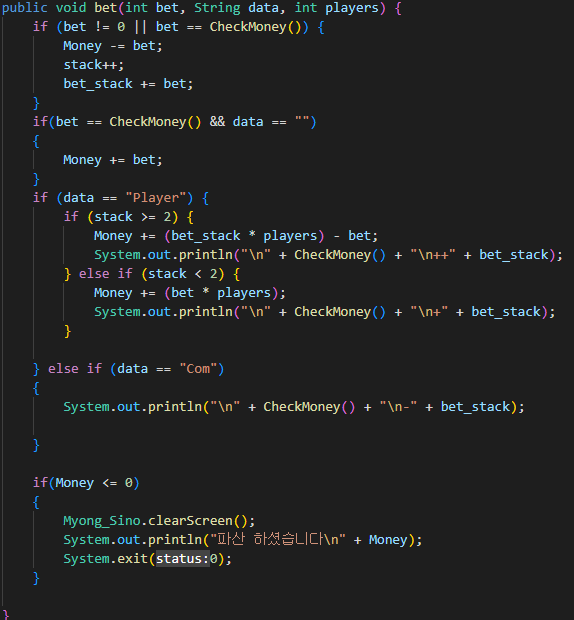 public void bet(int bet, String data, int players) {
    if (bet != 0 || bet == CheckMoney()) {
        Money -= bet;
        stack++;
        bet_stack += bet;
    }
    if(bet == CheckMoney() && data == "")
    {
        Money += bet;
    }
    if (data == "Player") {
        if (stack >= 2) {
            Money += (bet_stack * players) - bet;
            System.out.println("\n" + CheckMoney() + "\n++" + bet_stack);
        } else if (stack < 2) {
            Money += (bet * players);
            System.out.println("\n" + CheckMoney() + "\n+" + bet_stack);
        }
    } else if (data == "Com")
    {
        System.out.println("\n" + CheckMoney() + "\n-" + bet_stack);
    }
    if(Money <= 0)
    {
        Myong_Sino.clearScreen();
        System.out.println("파산 하셨습니다\n" + Money);
        System.exit(status:0);
    }
}